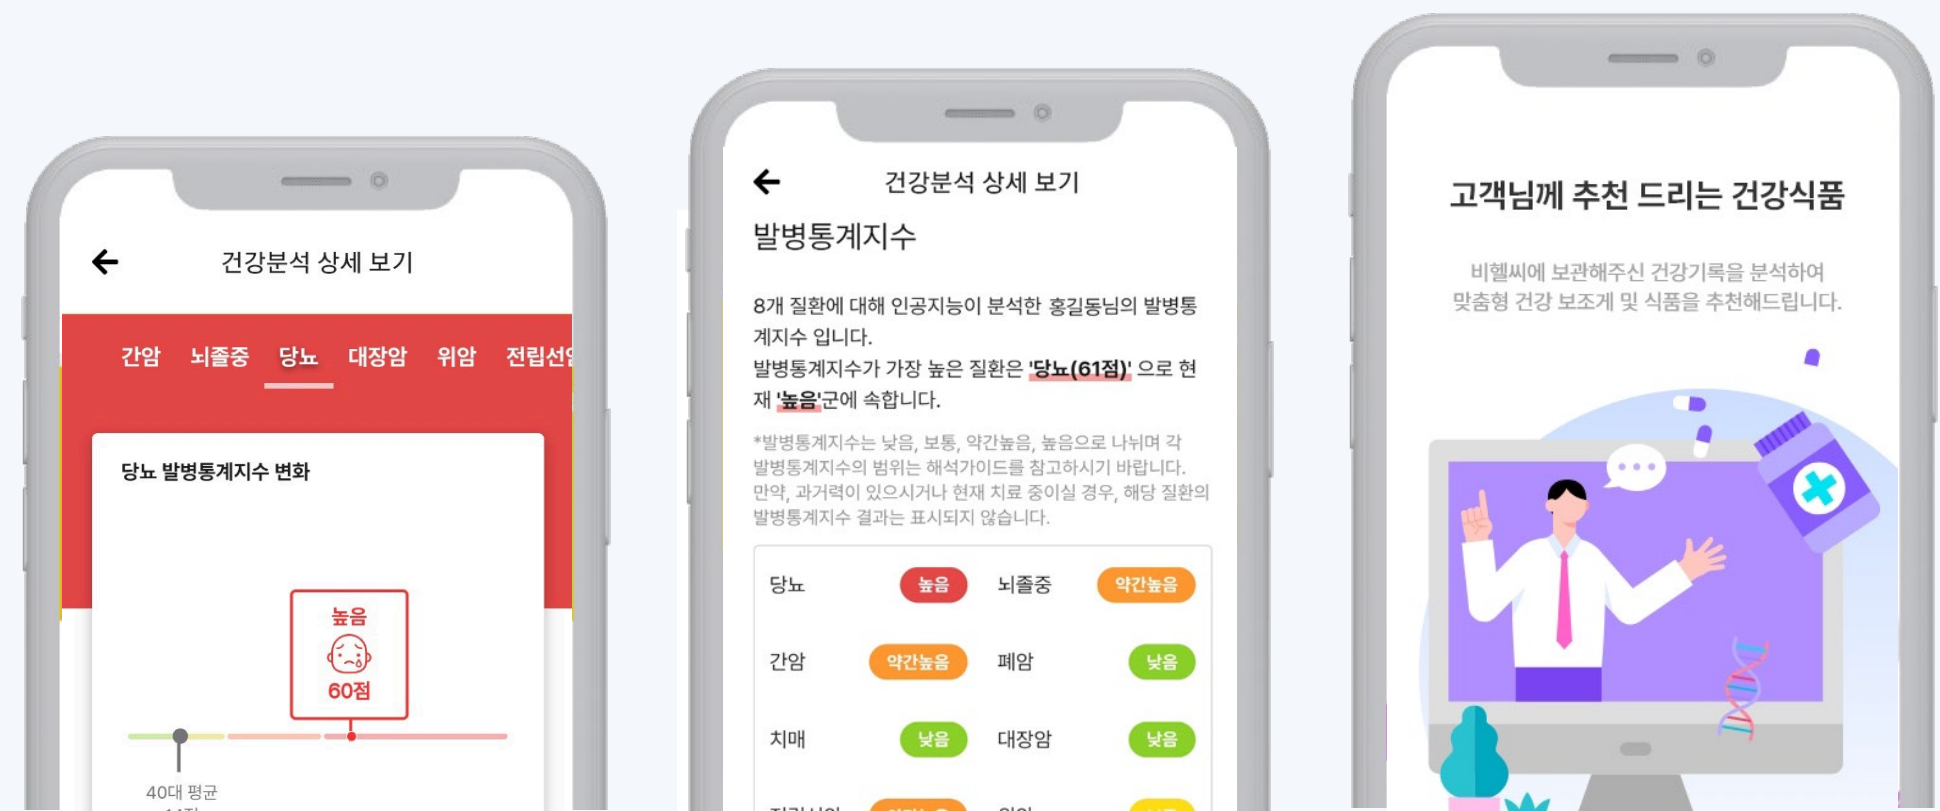 건강분석 상세 보기
간암 뇌졸중 당뇨 대장암 위암
당뇨 발병통계지수 변화
높음
60점
40대 평균
건강분석 상세 보기
발병통계지수
8개 질환에 대해 인공지능이 분석한 홍길동님의 발병통
계지수 입니다.
발병통계지수가 가장 높은 질환은 '당뇨(61점)' 으로 현
재 '높음'군에 속합니다.
*발병통계지수는 낮음, 보통, 약간높음, 높음으로 나뉘며 각
발병통계지수의 범위는 해석가이드를 참고하시기 바랍니다.
만약, 과거력이 있으시거나 현재 치료 중이실 경우, 해당 질환의
발병통계지수 결과는 표시되지 않습니다.
당뇨 높음 뇌졸중 약간높음
간암 약간높음 폐암 낮음
치매 낮음 대장암 낮음
고객님께 추천 드리는 건강식품
비헬씨에 보관해주신 건강기록을 분석하여
맞춤형 건강 보조게 및 식품을 추천해드립니다.